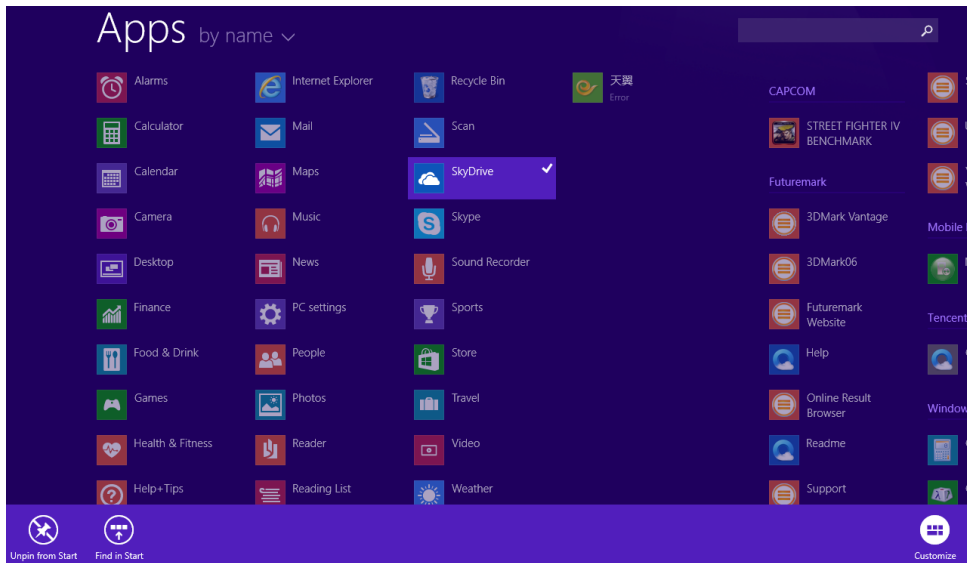 Apps by name
Alarms
Calculator
Calendar
Camera
Desktop
Finance
Food & Drink
Games
Health & Fitness
Help+Tips
Internet Explorer
Mail
Maps
Music
News
PC settings
People
Photos
Reader
Reading List
Recycle Bin
Scan
SkyDrive
Skype
Sound Recorder
Sports
Store
Travel
Video
Weather
天翼
Error
CAPCOM
STREET FIGHTER IV
BENCHMARK
Futuremark
3DMark Vantage
3DMark06
Futuremark
Website
Help
Online Result
Browser
Readme
Support
Mobile
Tencent
Window
Unpin from Start
Find in Start
Customize